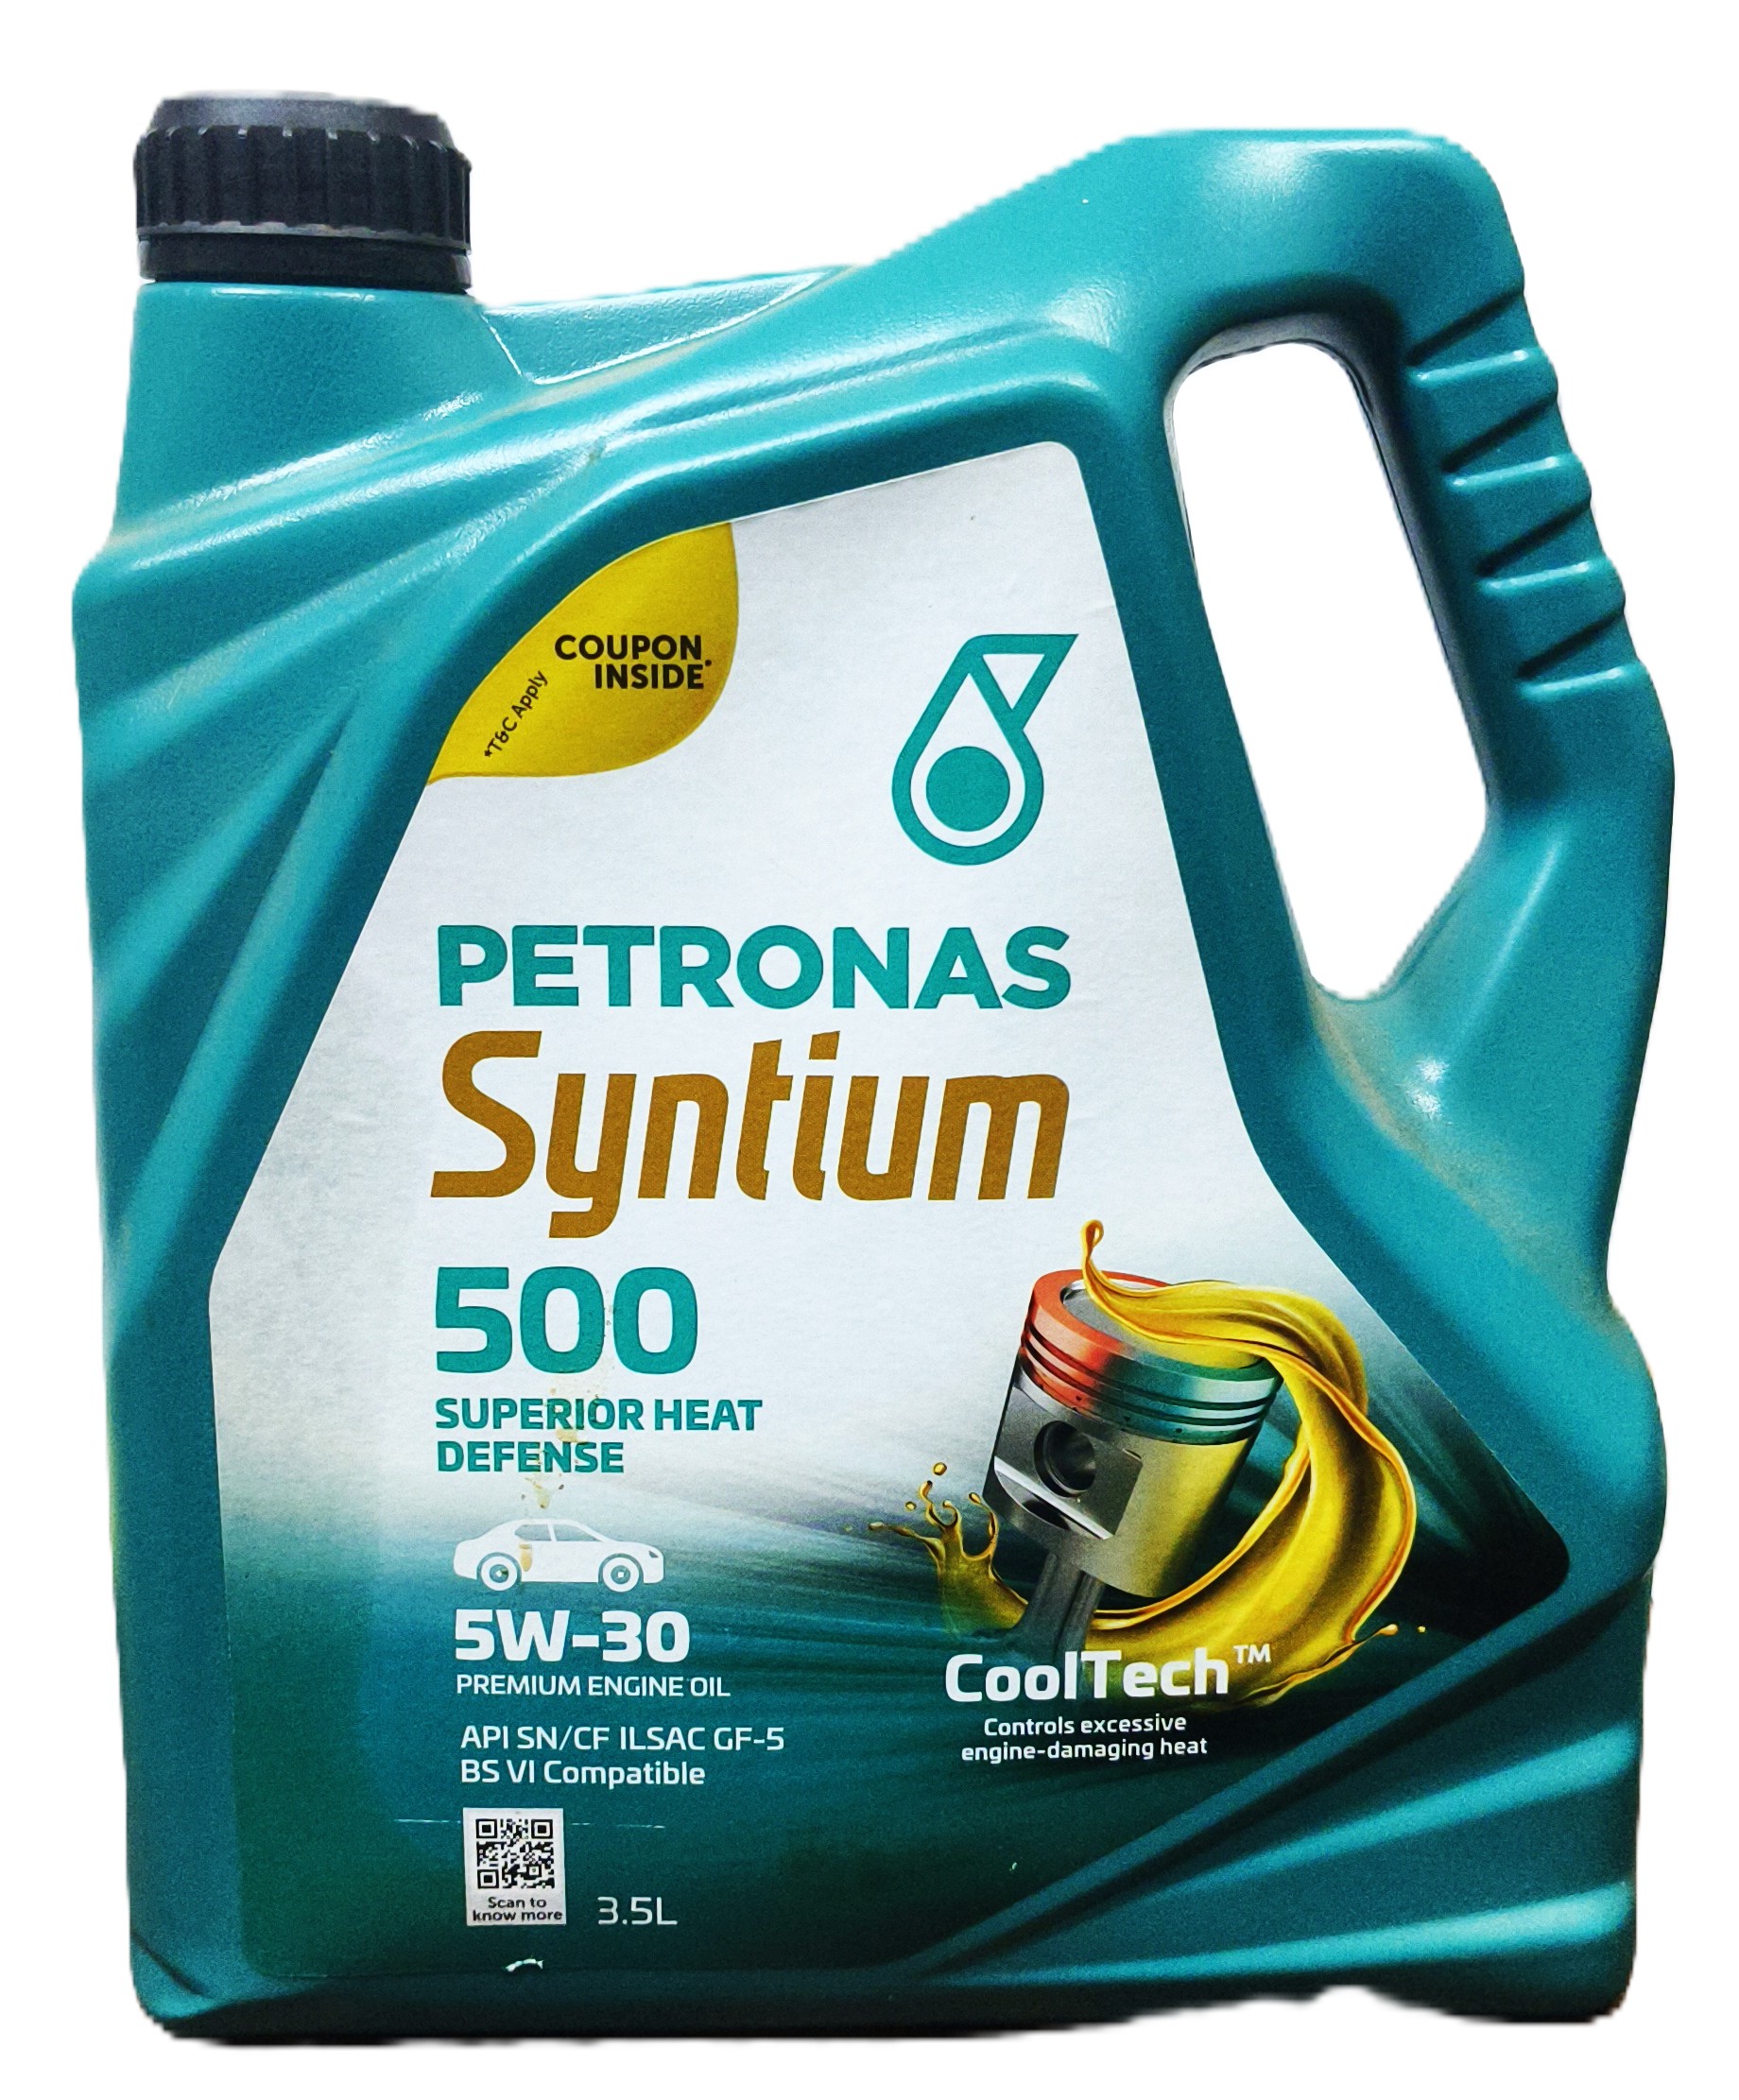 COUPON
INSIDE*
*T&C Apply
PETRONAS
Syntium
500
SUPERIOR HEAT
DEFENSE
5W-30
PREMIUM ENGINE OIL
API SN/CF ILSAC GF-5
BS VI Compatible
CoolTech™
Controls excessive
engine-damaging heat
Scan to
know more
3.5L